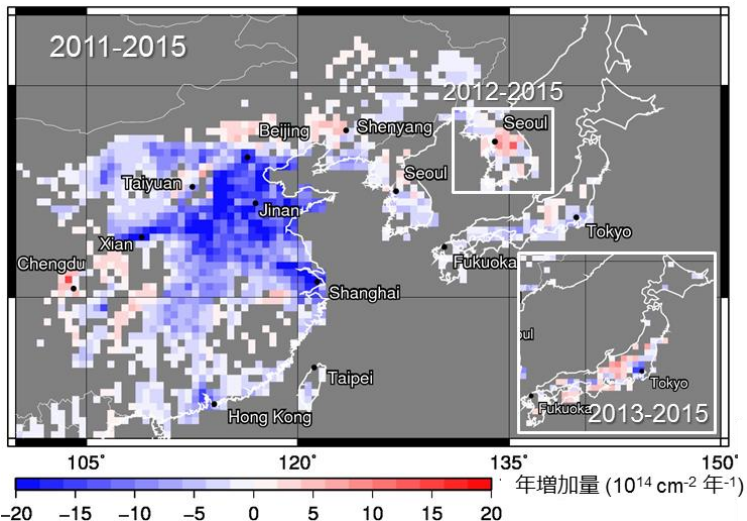 2011-2015
2012-2015
Seoul
Beijing
Shenyang
Taiyuan
Seoul
Jinan
Xian
Tokyo
Chengdu
Fukuoka
Shanghai
ul
Taipei
Tokyo
Fukuoka
Hong Kong
2013-2015
105°
120°
135°
150°
年増加量 (10¹⁴ cm⁻² 年⁻¹)
−20 −15 −10 −5 0 5 10 15 20